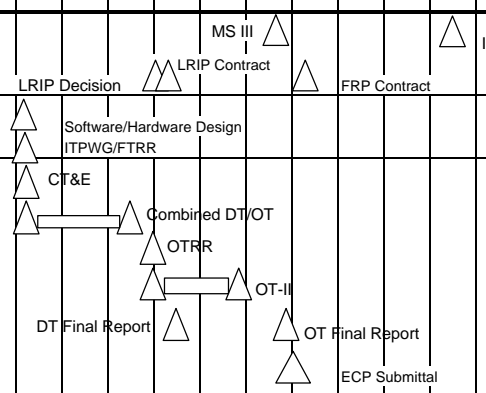 MS III
I
LRIP Contract
LRIP Decision
FRP Contract
Software/Hardware Design
ITPWG/FTRR
CT&E
Combined DT/OT
OTRR
OT-II
DT Final Report
OT Final Report
ECP Submittal